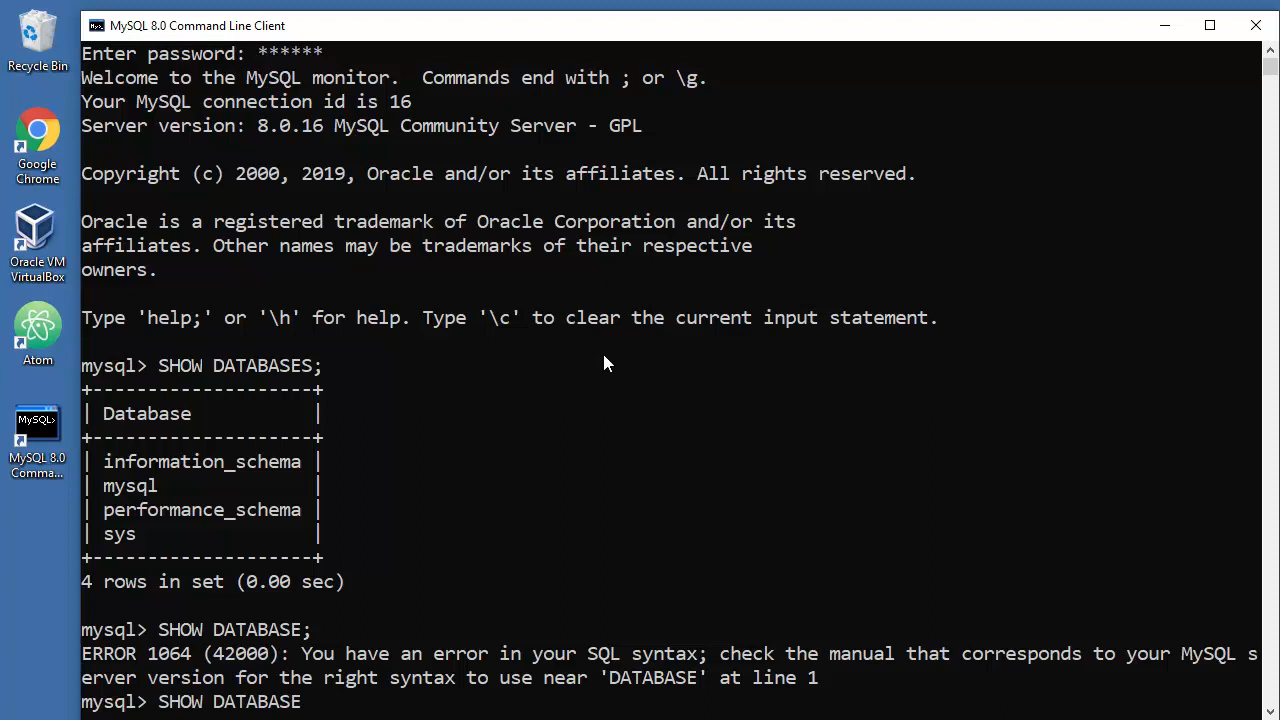 MySQL 8.0 Command Line Client
Recycle Bin
Google
Chrome
Oracle VM
VirtualBox
Atom
MySQL>
MySQL 8.0
Comma...
Enter password: ******
Welcome to the MySQL monitor.  Commands end with ; or \g.
Your MySQL connection id is 16
Server version: 8.0.16 MySQL Community Server - GPL
Copyright (c) 2000, 2019, Oracle and/or its affiliates. All rights reserved.
Oracle is a registered trademark of Oracle Corporation and/or its
affiliates. Other names may be trademarks of their respective
owners.
Type 'help;' or '\h' for help. Type '\c' to clear the current input statement.
mysql> SHOW DATABASES;
+--------------------+
| Database           |
+--------------------+
| information_schema |
| mysql              |
| performance_schema |
| sys                |
+--------------------+
4 rows in set (0.00 sec)
mysql> SHOW DATABASE;
ERROR 1064 (42000): You have an error in your SQL syntax; check the manual that corresponds to your MySQL s
erver version for the right syntax to use near 'DATABASE' at line 1
mysql> SHOW DATABASE